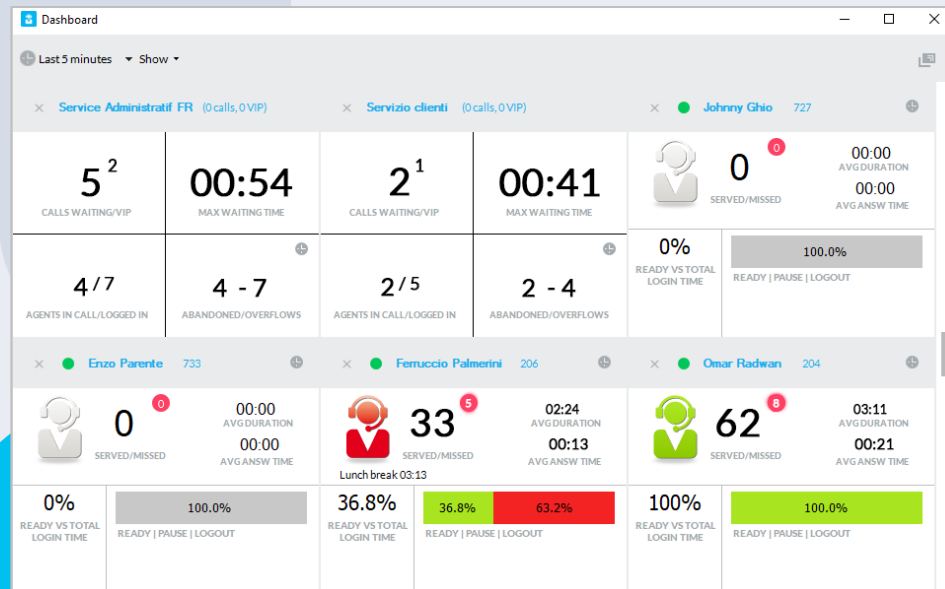 Dashboard
Last 5 minutes Show
Service Administratif FR (0 calls, 0 VIP)
Servizio clienti (0 calls, 0 VIP)
Johnny Ghio 727
5 2
CALLS WAITING/VIP
00:54
MAX WAITING TIME
2 1
CALLS WAITING/VIP
00:41
MAX WAITING TIME
0 0
SERVED/MISSED
00:00
AVG DURATION
00:00
AVG ANSW TIME
4 / 7
AGENTS IN CALL/LOGGED IN
4 - 7
ABANDONED/OVERFLOWS
2 / 5
AGENTS IN CALL/LOGGED IN
2 - 4
ABANDONED/OVERFLOWS
0%
READY VS TOTAL
LOGIN TIME
100.0%
READY | PAUSE | LOGOUT
Enzo Parente 733
Ferruccio Palmerini 206
Omar Radwan 204
0 0
SERVED/MISSED
00:00
AVG DURATION
00:00
AVG ANSW TIME
33 5
SERVED/MISSED
02:24
AVG DURATION
00:13
AVG ANSW TIME
Lunch break 03:13
62 8
SERVED/MISSED
03:11
AVG DURATION
00:21
AVG ANSW TIME
0%
READY VS TOTAL
LOGIN TIME
100.0%
READY | PAUSE | LOGOUT
36.8%
READY VS TOTAL
LOGIN TIME
36.8% 63.2%
READY | PAUSE | LOGOUT
100%
READY VS TOTAL
LOGIN TIME
100.0%
READY | PAUSE | LOGOUT